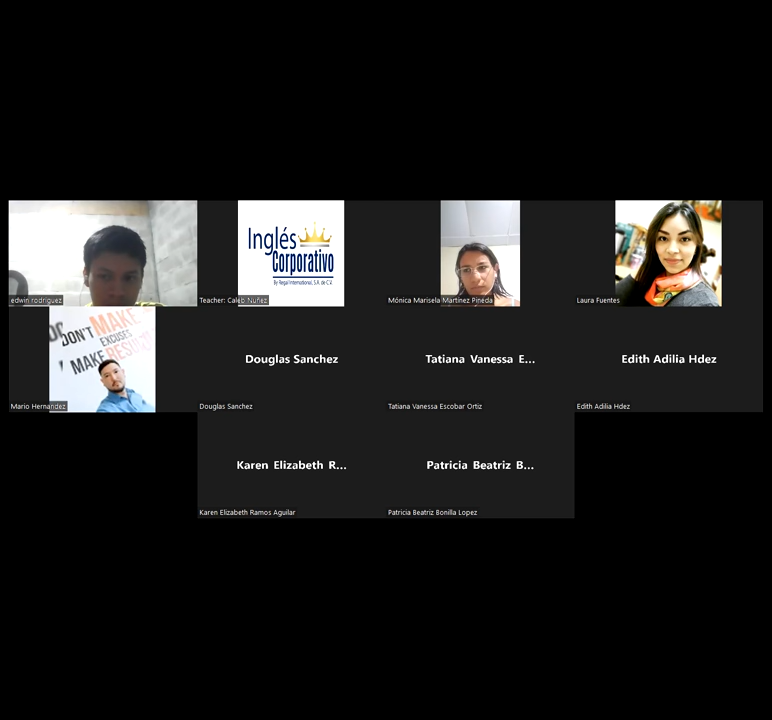 edwin rodriguez
Inglés
Corporativo
By Regal International, S.A. de C.V.
Teacher: Caleb Nuñez
Mónica Marisela Martínez Pineda
Laura Fuentes
DON'T MAKE
EXCUSES
MAKE RESULTS
Mario Hernandez
Douglas Sanchez
Douglas Sanchez
Tatiana Vanessa E...
Tatiana Vanessa Escobar Ortiz
Edith Adilia Hdez
Edith Adilia Hdez
Karen Elizabeth R...
Karen Elizabeth Ramos Aguilar
Patricia Beatriz B...
Patricia Beatriz Bonilla Lopez